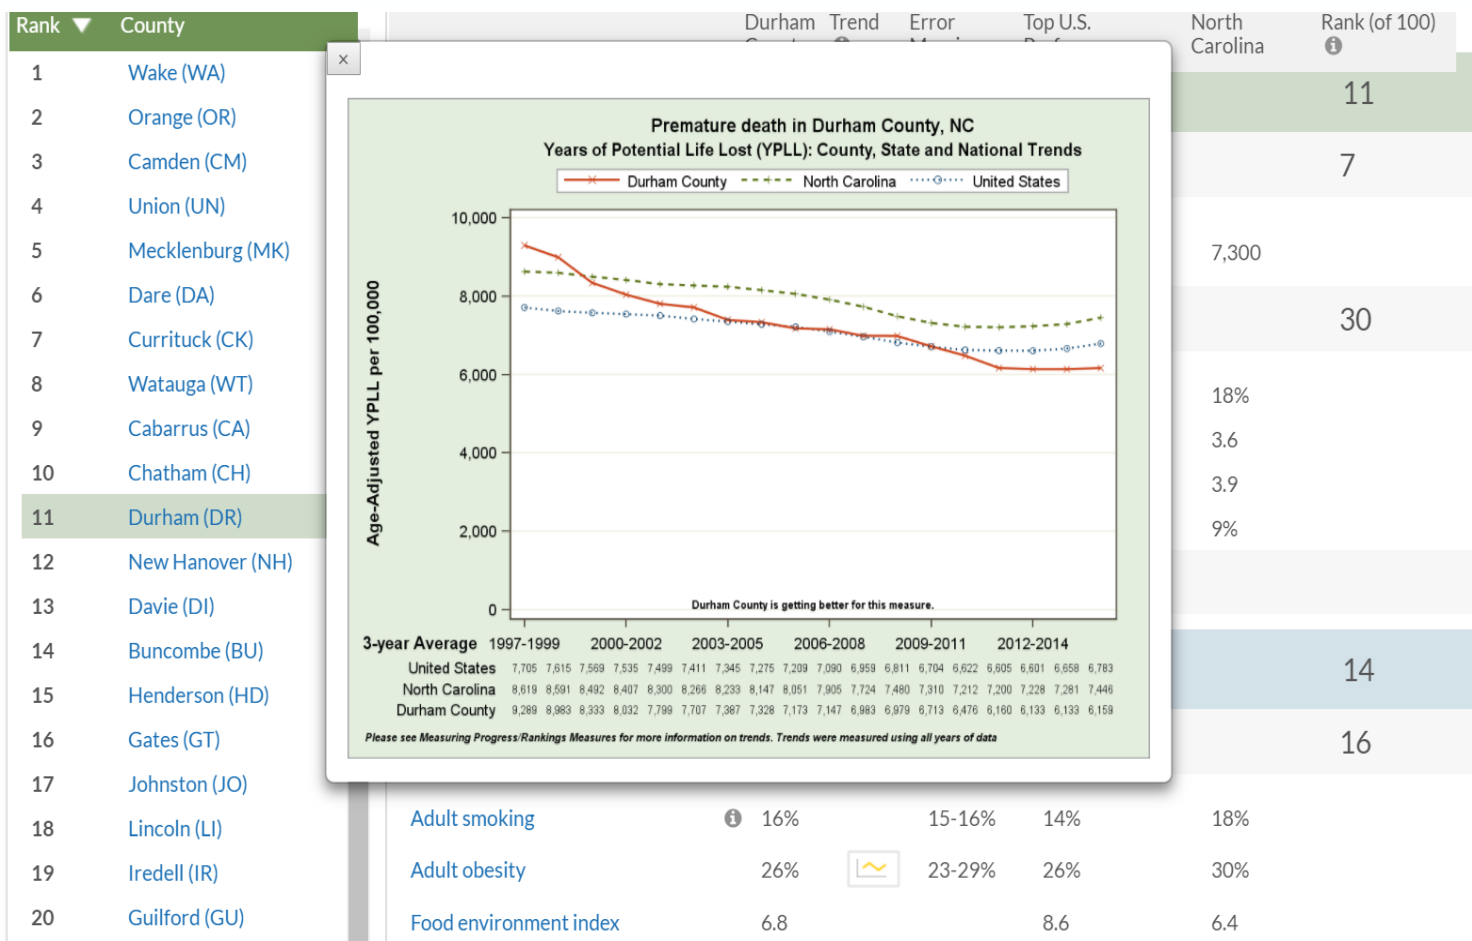 Rank County
1 Wake (WA)
2 Orange (OR)
3 Camden (CM)
4 Union (UN)
5 Mecklenburg (MK)
6 Dare (DA)
7 Currituck (CK)
8 Watauga (WT)
9 Cabarrus (CA)
10 Chatham (CH)
11 Durham (DR)
12 New Hanover (NH)
13 Davie (DI)
14 Buncombe (BU)
15 Henderson (HD)
16 Gates (GT)
17 Johnston (JO)
18 Lincoln (LI)
19 Iredell (IR)
20 Guilford (GU)
Durham Trend Error Top U.S. North Rank (of 100)
Carolina
11
7
7,300
30
18%
3.6
3.9
9%
14
16
x
Premature death in Durham County, NC
Years of Potential Life Lost (YPLL): County, State and National Trends
Durham County North Carolina United States
Age-Adjusted YPLL per 100,000
10,000
8,000
6,000
4,000
2,000
0
Durham County is getting better for this measure.
3-year Average 1997-1999 2000-2002 2003-2005 2006-2008 2009-2011 2012-2014
United States 7,705 7,615 7,569 7,535 7,499 7,411 7,345 7,275 7,209 7,090 6,959 6,811 6,704 6,622 6,605 6,601 6,658 6,783
North Carolina 8,619 8,591 8,492 8,407 8,300 8,266 8,233 8,147 8,051 7,905 7,724 7,480 7,310 7,212 7,200 7,228 7,281 7,446
Durham County 9,289 8,983 8,333 8,032 7,799 7,707 7,387 7,328 7,173 7,147 6,983 6,979 6,713 6,476 6,160 6,133 6,133 6,159
Please see Measuring Progress/Rankings Measures for more information on trends. Trends were measured using all years of data
Adult smoking 16% 15-16% 14% 18%
Adult obesity 26% 23-29% 26% 30%
Food environment index 6.8 8.6 6.4